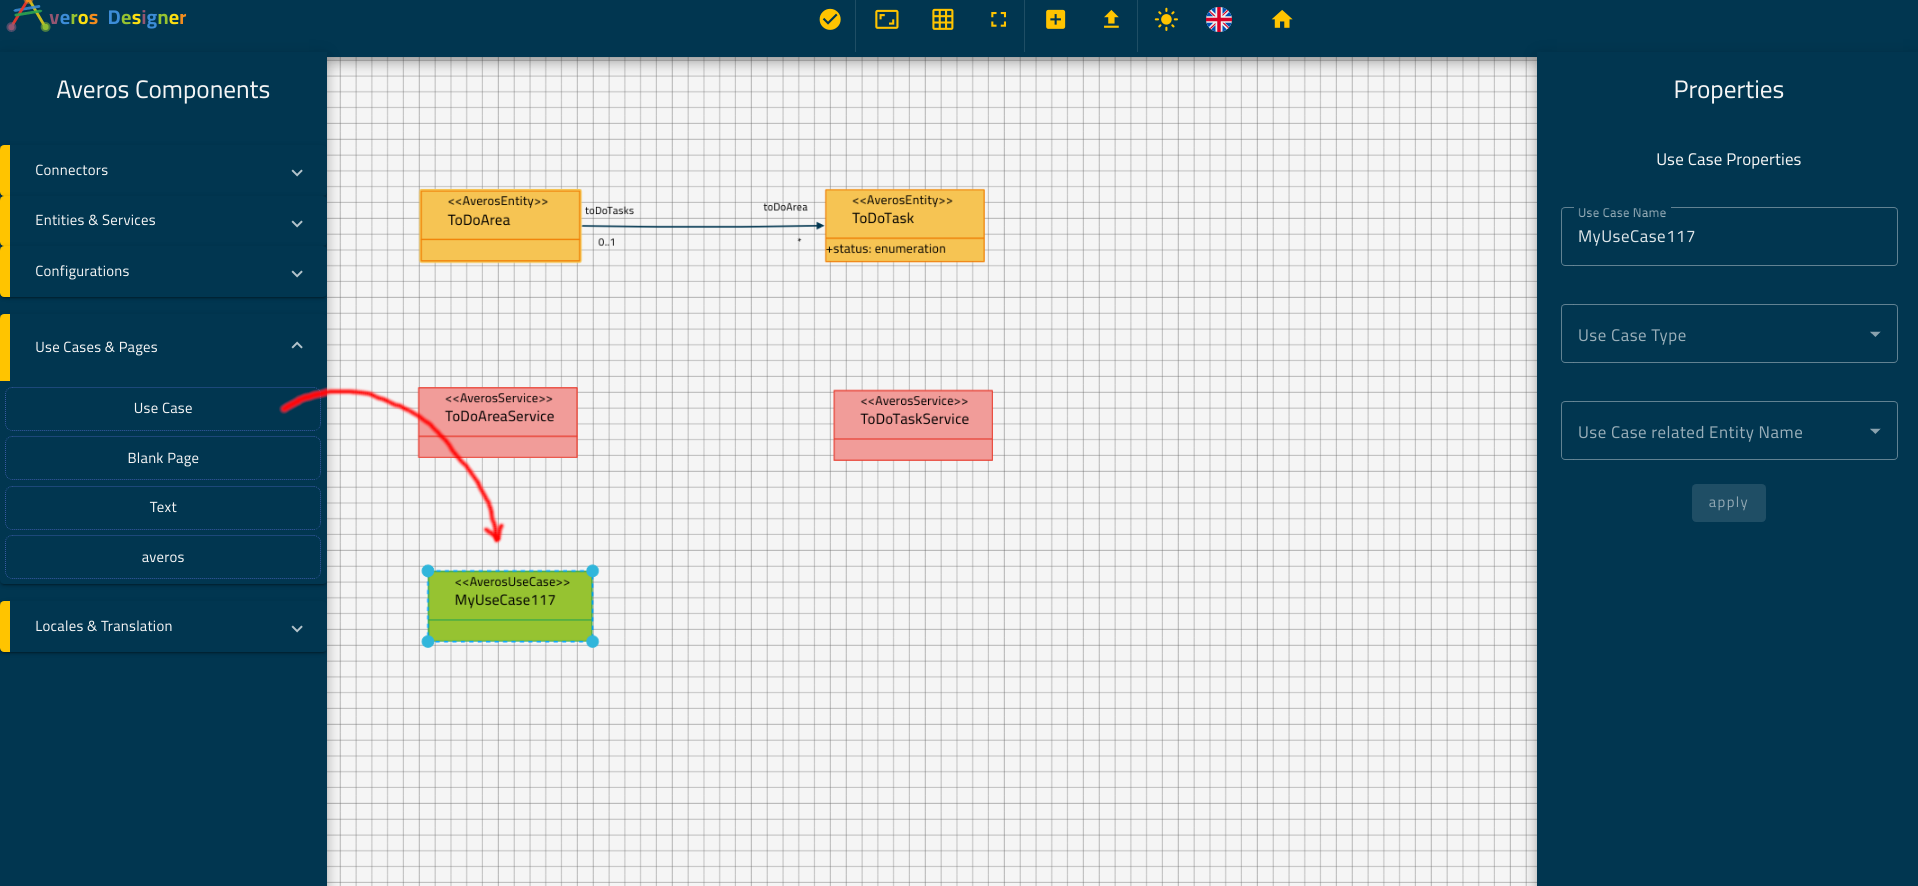 Averos Designer
Averos Components
Connectors
Entities & Services
Configurations
Use Cases & Pages
Use Case
Blank Page
Text
averos
Locales & Translation
<<AverosEntity>>
ToDoArea
toDoTasks
0..1
toDoArea
*
<<AverosEntity>>
ToDoTask
+status: enumeration
<<AverosService>>
ToDoAreaService
<<AverosService>>
ToDoTaskService
<<AverosUseCase>>
MyUseCase117
Properties
Use Case Properties
Use Case Name
MyUseCase117
Use Case Type
Use Case related Entity Name
apply